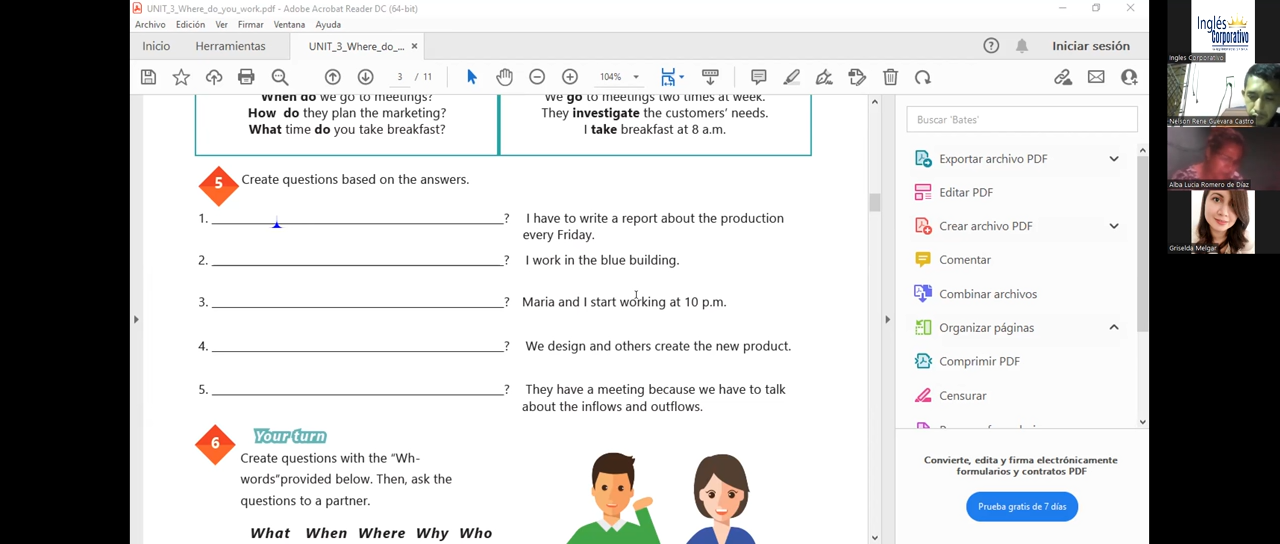 UNIT_3_Where_do_you_work.pdf - Adobe Acrobat Reader DC (64-bit)
Archivo Edición Ver Firmar Ventana Ayuda
Inicio Herramientas UNIT_3_Where_do_... × Iniciar sesión
3 / 11 104%
When do we go to meetings?
How do they plan the marketing?
What time do you take breakfast?
We go to meetings two times at week.
They investigate the customers' needs.
I take breakfast at 8 a.m.
5 Create questions based on the answers.
1. ? I have to write a report about the production
every Friday.
2. ? I work in the blue building.
3. ? Maria and I start working at 10 p.m.
4. ? We design and others create the new product.
5. ? They have a meeting because we have to talk
about the inflows and outflows.
6 Your turn
Create questions with the "Wh-
words"provided below. Then, ask the
questions to a partner.
What When Where Why Who
Buscar 'Bates'
Exportar archivo PDF
Editar PDF
Crear archivo PDF
Comentar
Combinar archivos
Organizar páginas
Comprimir PDF
Censurar
Convierte, edita y firma electrónicamente
formularios y contratos PDF
Prueba gratis de 7 días
Inglés
Corporativo
Ingles Corporativo
Nelson Rene Guevara Castro
Alba Lucia Romero de Díaz
Griselda Melgar